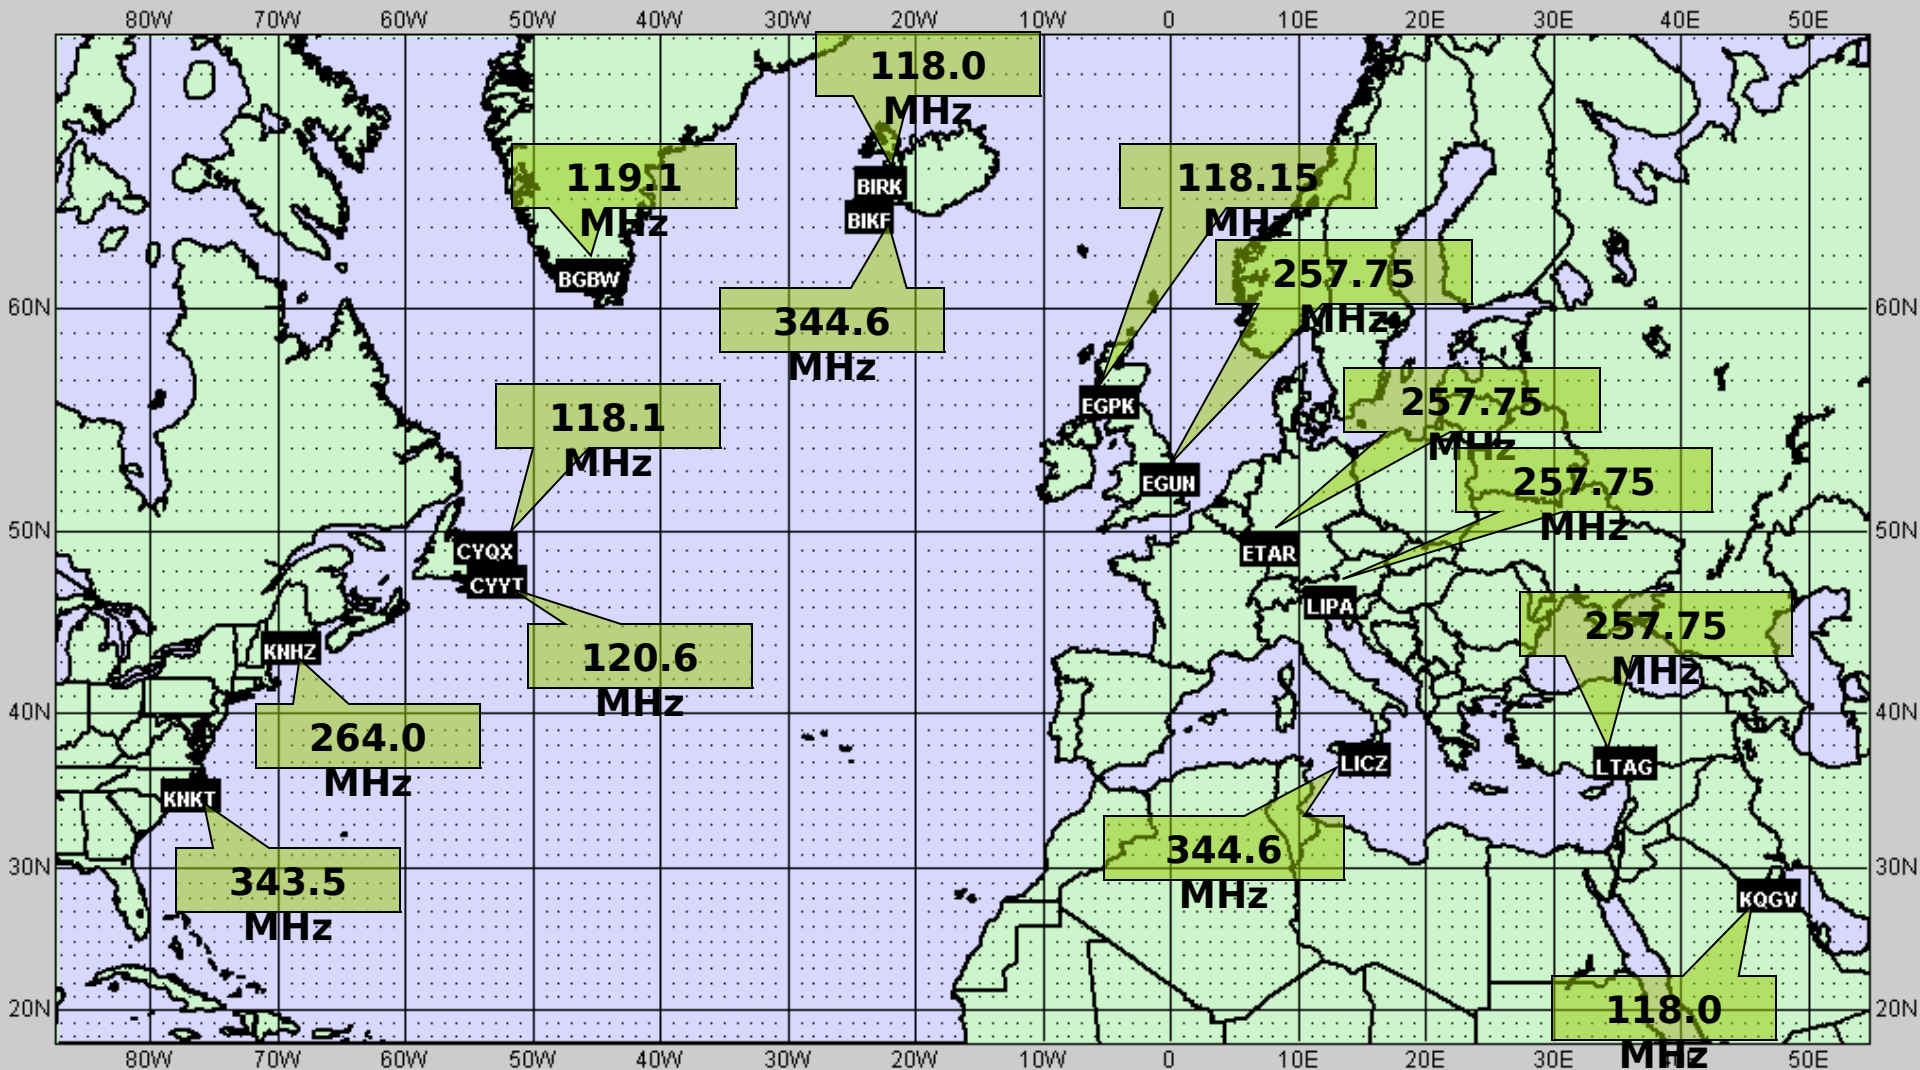 80W 70W 60W 50W 40W 30W 20W 10W 0 10E 20E 30E 40E 50E
118.0
MHz
119.1
MHz
118.15
MHz
BIRK
BIKF
257.75
MHz
BGBW
60N 60N
344.6
MHz
118.1
MHz
EGPK
257.75
MHz
EGUN
257.75
MHz
50N 50N
CYQX
ETAR
CYYT
LIPA
257.75
MHz
120.6
MHz
KNHZ
40N 40N
264.0
MHz
LICZ
LTAG
KNKT
344.6
MHz
30N 30N
343.5
MHz
KQGV
118.0
MHz
20N 20N
80W 70W 60W 50W 40W 30W 20W 10W 0 10E 20E 30E 40E 50E